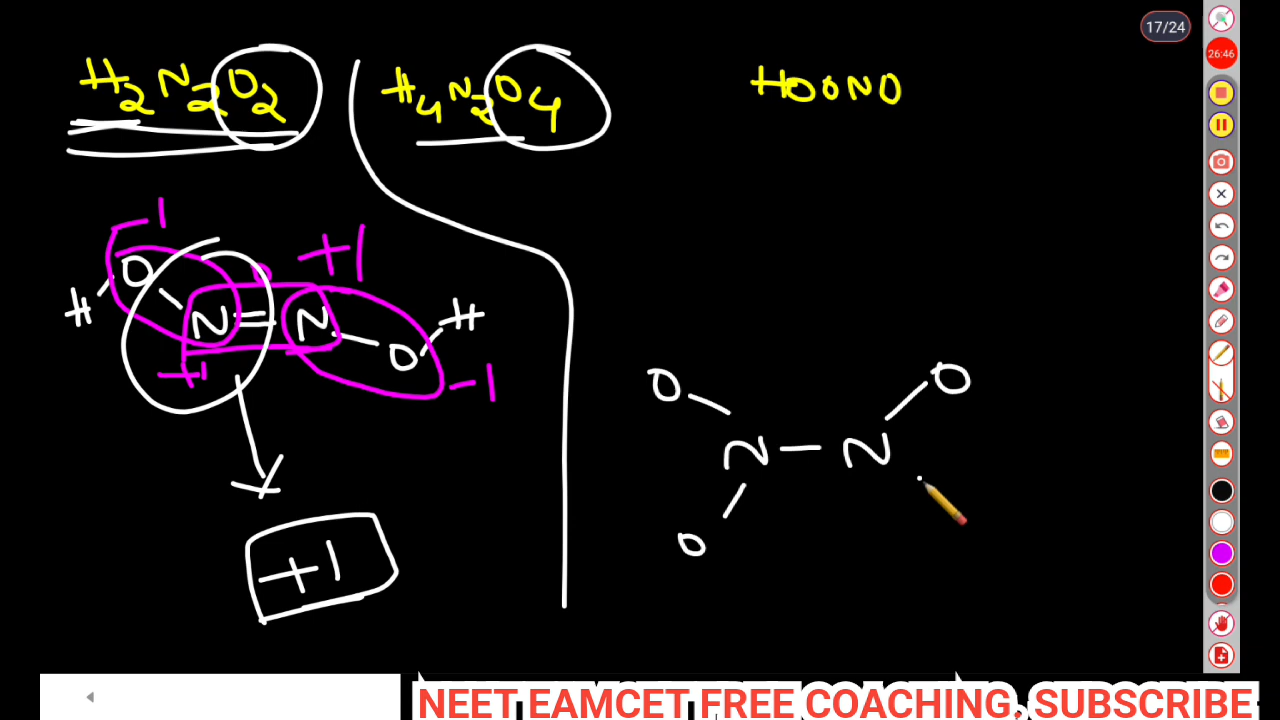 17/24
26:46
H2N2O2 H4N2O4 HOONO
-1 +1
H O N = N O H
+1 -1
O O
N - N
O
+1
NEET EAMCET FREE COACHING, SUBSCRIBE